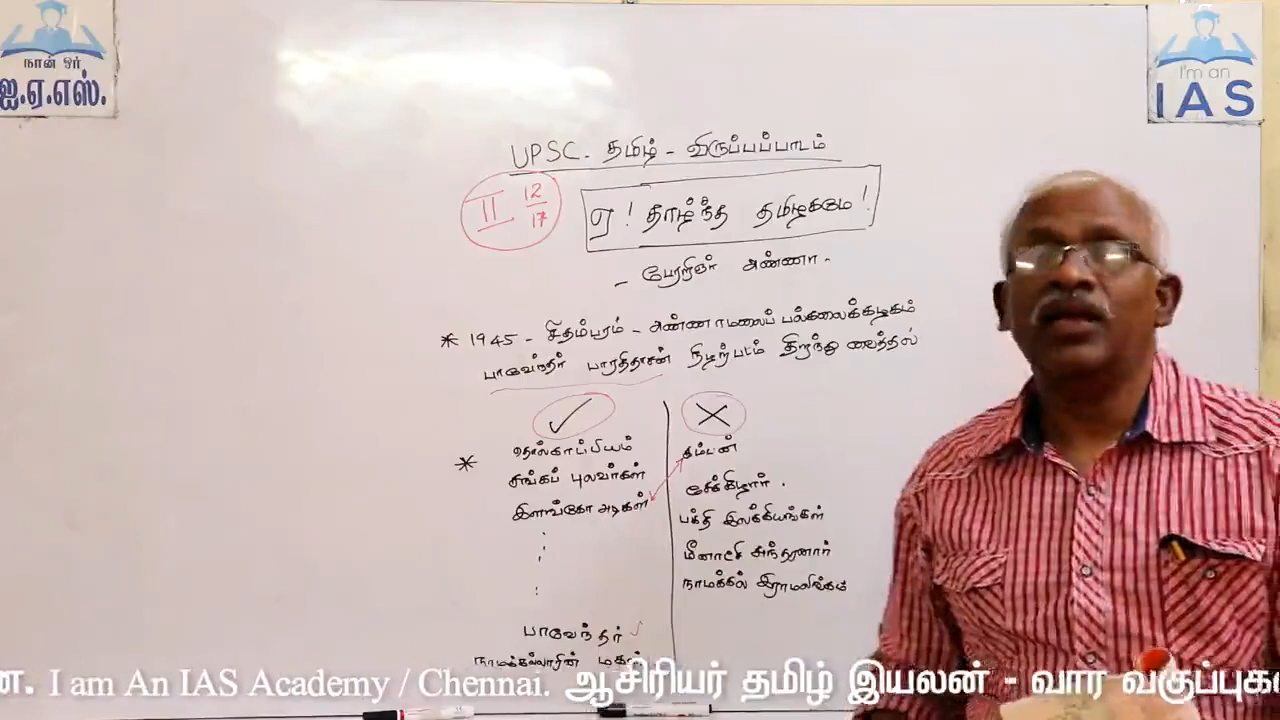 நான் ஓர்
ஐ.ஏ.எஸ்.
I'm an
IAS
UPSC - தமிழ் - விருப்பப்பாடம்
II 12/17
ஏ! தாழ்ந்த தமிழகமே!
- பேரறிஞர் அண்ணா.
* 1945 - சிதம்பரம் - அண்ணாமலைப் பல்கலைக்கழகம்
பாவேந்தர் பாரதிதாசன் நிழற்படம் திறந்து வைத்தல்
✓ ✗
* தொல்காப்பியம்
சங்கப் புலவர்கள்
இளங்கோ அடிகள்
பாவேந்தர் ✓
நாமக்கல்லாரின்
கம்பன்
சேக்கிழார்.
பக்தி இலக்கியங்கள்
மீனாட்சி சுந்தரனார்
நாமக்கல் இராமலிங்கம்
ன. I am An IAS Academy / Chennai. ஆசிரியர் தமிழ் இயலன் - வார வகுப்புகள்